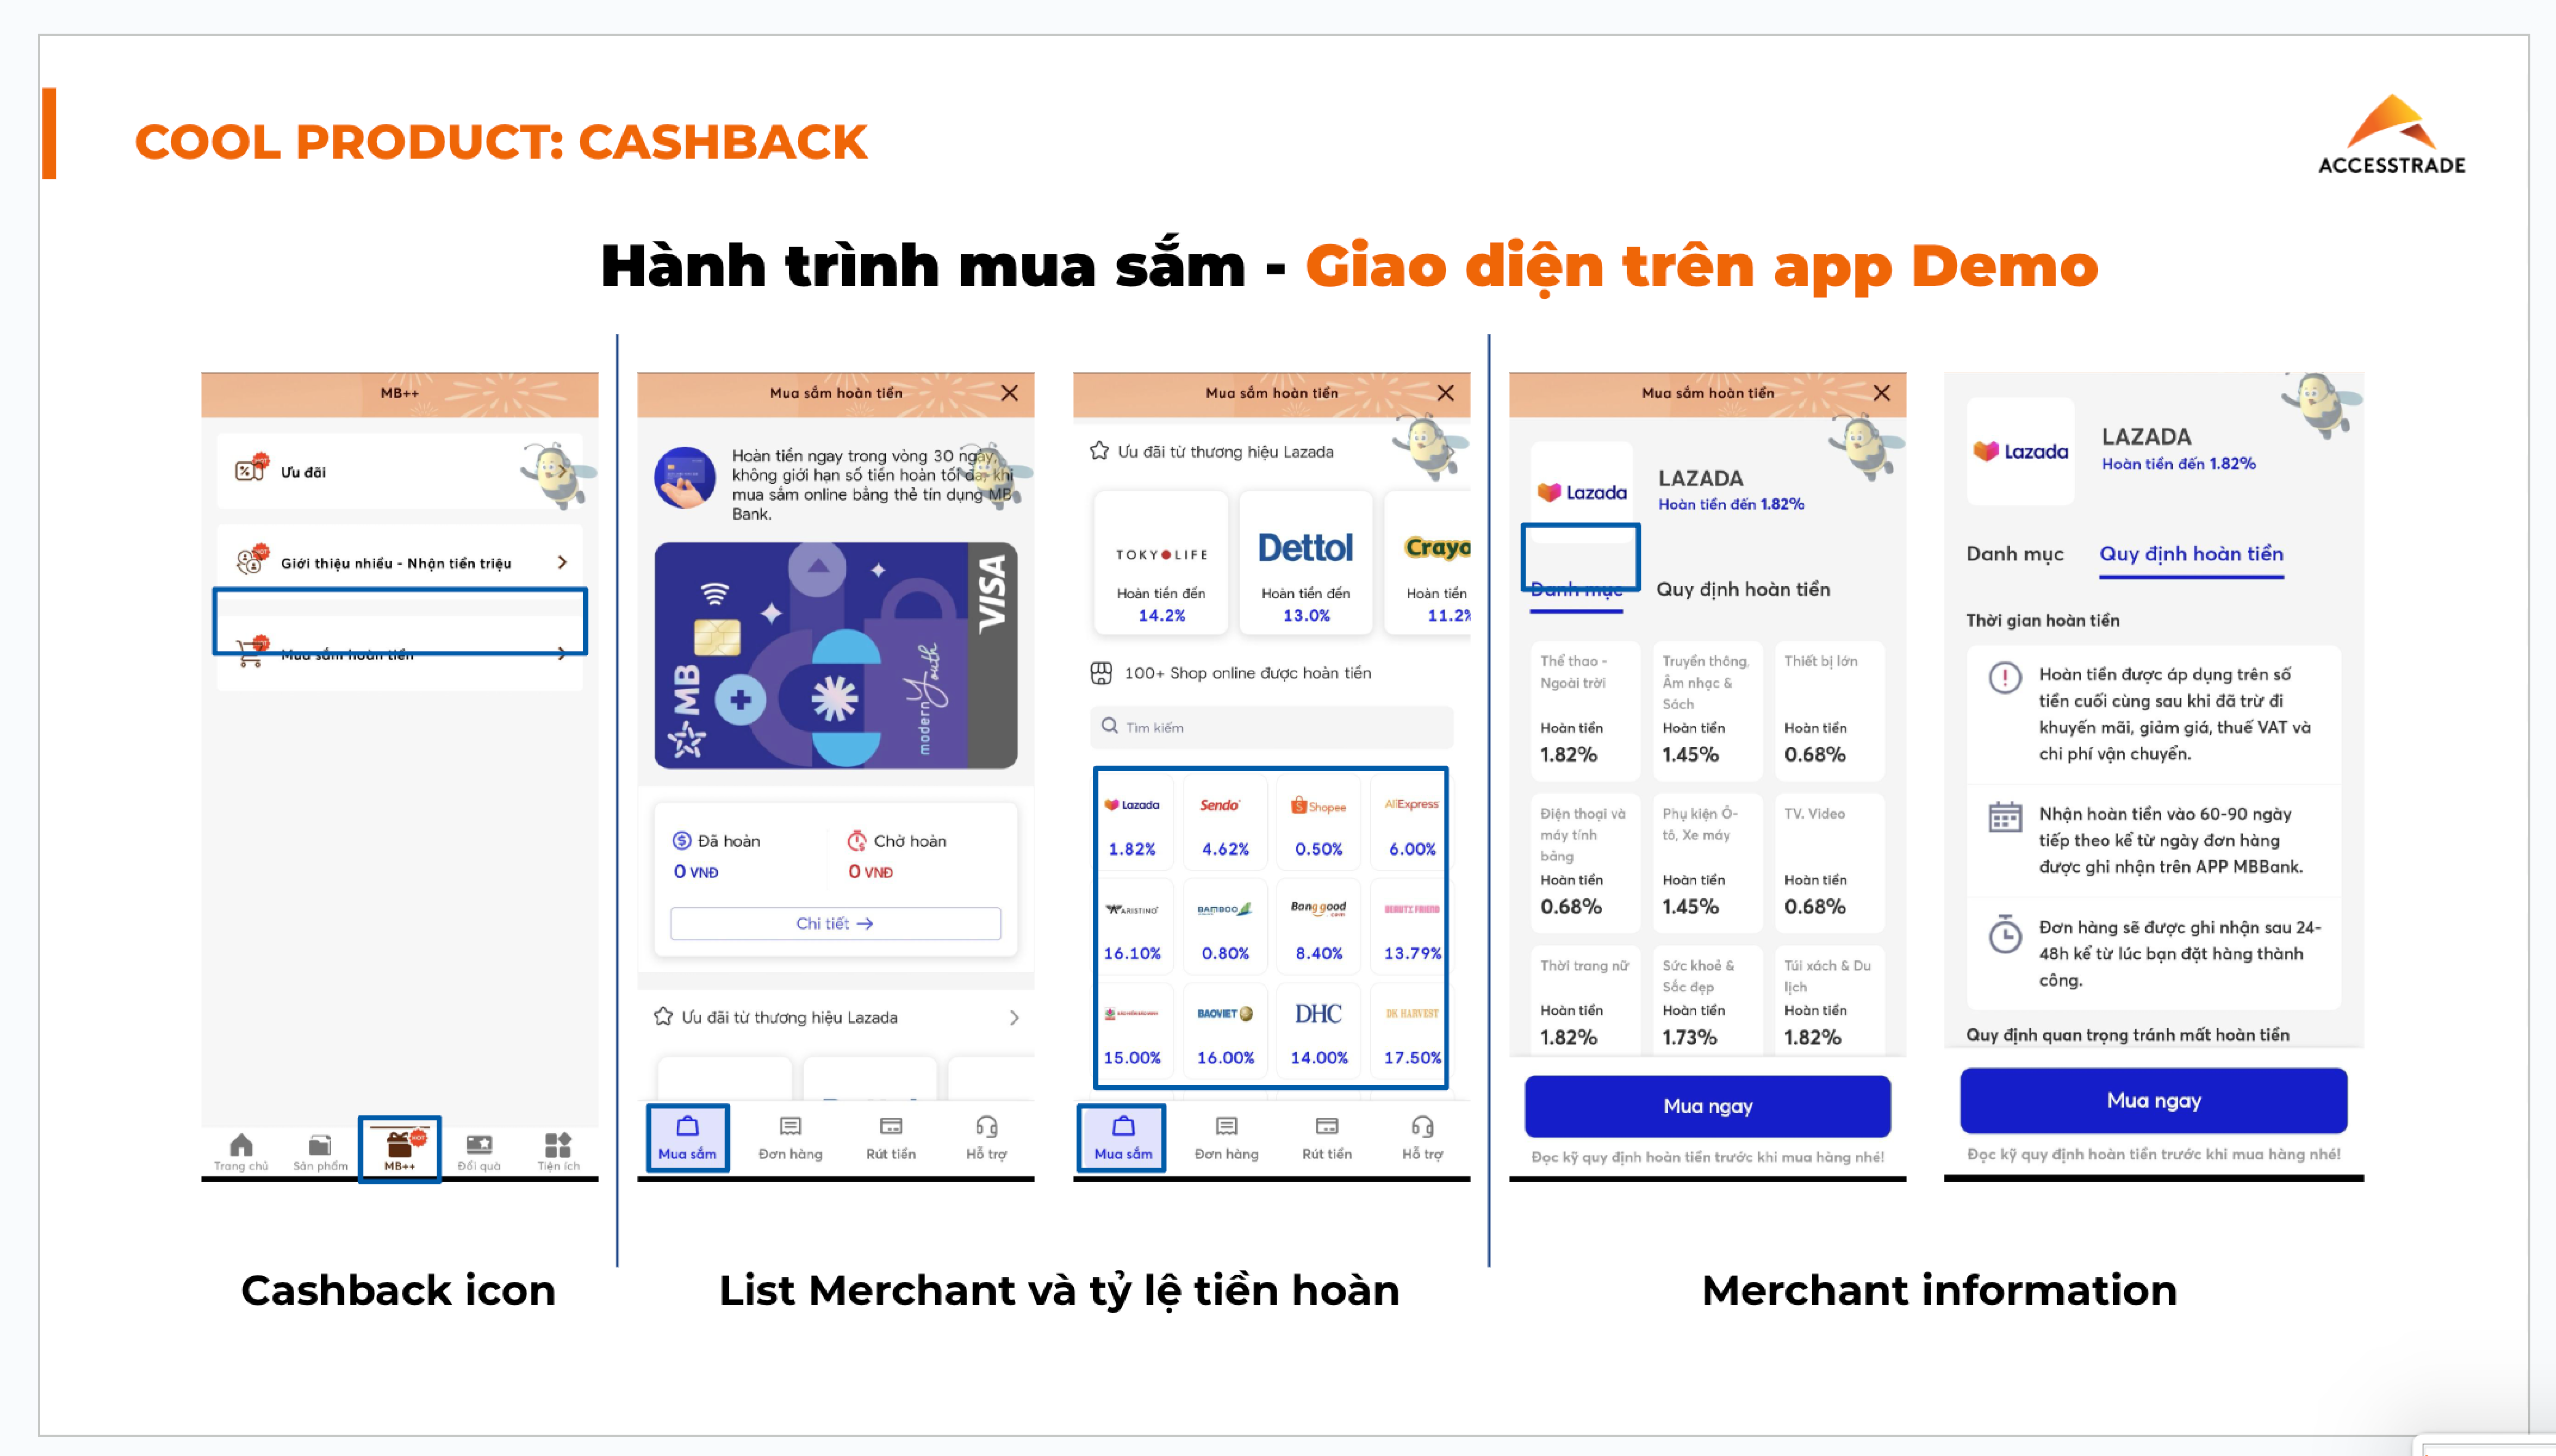 COOL PRODUCT: CASHBACK
ACCESSTRADE
Hành trình mua sắm - Giao diện trên app Demo
MB++
Ưu đãi
Giới thiệu nhiều - Nhận tiền triệu
Mua sắm hoàn tiền
Trang chủ
Sản phẩm
MB++
Đổi quà
Tiện ích
Cashback icon
Mua sắm hoàn tiền
Hoàn tiền ngay trong vòng 30 ngày,
không giới hạn số tiền hoàn tối đa, khi
mua sắm online bằng thẻ tín dụng MB
Bank.
VISA
MB
modern Youth
Đã hoàn
0 VNĐ
Chờ hoàn
0 VNĐ
Chi tiết →
Ưu đãi từ thương hiệu Lazada
Mua sắm
Đơn hàng
Rút tiền
Hỗ trợ
Mua sắm hoàn tiền
Ưu đãi từ thương hiệu Lazada
TOKYOLIFE
Hoàn tiền đến
14.2%
Dettol
Hoàn tiền đến
13.0%
Crayo
Hoàn tiền
11.2%
100+ Shop online được hoàn tiền
Tìm kiếm
Lazada
1.82%
Sendo
4.62%
Shopee
0.50%
AliExpress
6.00%
ARISTINO
16.10%
BAMBOO
0.80%
Banggood
.com
8.40%
BEAUTY FRIEND
13.79%
15.00%
BAOVIET
16.00%
DHC
14.00%
DK HARVEST
17.50%
Mua sắm
Đơn hàng
Rút tiền
Hỗ trợ
List Merchant và tỷ lệ tiền hoàn
Mua sắm hoàn tiền
Lazada
LAZADA
Hoàn tiền đến 1.82%
Danh mục
Quy định hoàn tiền
Thể thao -
Ngoài trời
Hoàn tiền
1.82%
Truyền thông,
Âm nhạc &
Sách
Hoàn tiền
1.45%
Thiết bị lớn
Hoàn tiền
0.68%
Điện thoại và
máy tính
bảng
Hoàn tiền
0.68%
Phụ kiện Ô-
tô, Xe máy
Hoàn tiền
1.45%
TV. Video
Hoàn tiền
0.68%
Thời trang nữ
Hoàn tiền
1.82%
Sức khoẻ &
Sắc đẹp
Hoàn tiền
1.73%
Túi xách & Du
lịch
Hoàn tiền
1.82%
Mua ngay
Đọc kỹ quy định hoàn tiền trước khi mua hàng nhé!
Lazada
LAZADA
Hoàn tiền đến 1.82%
Danh mục
Quy định hoàn tiền
Thời gian hoàn tiền
Hoàn tiền được áp dụng trên số
tiền cuối cùng sau khi đã trừ đi
khuyến mãi, giảm giá, thuế VAT và
chi phí vận chuyển.
Nhận hoàn tiền vào 60-90 ngày
tiếp theo kể từ ngày đơn hàng
được ghi nhận trên APP MBBank.
Đơn hàng sẽ được ghi nhận sau 24-
48h kể từ lúc bạn đặt hàng thành
công.
Quy định quan trọng tránh mất hoàn tiền
Mua ngay
Đọc kỹ quy định hoàn tiền trước khi mua hàng nhé!
Merchant information